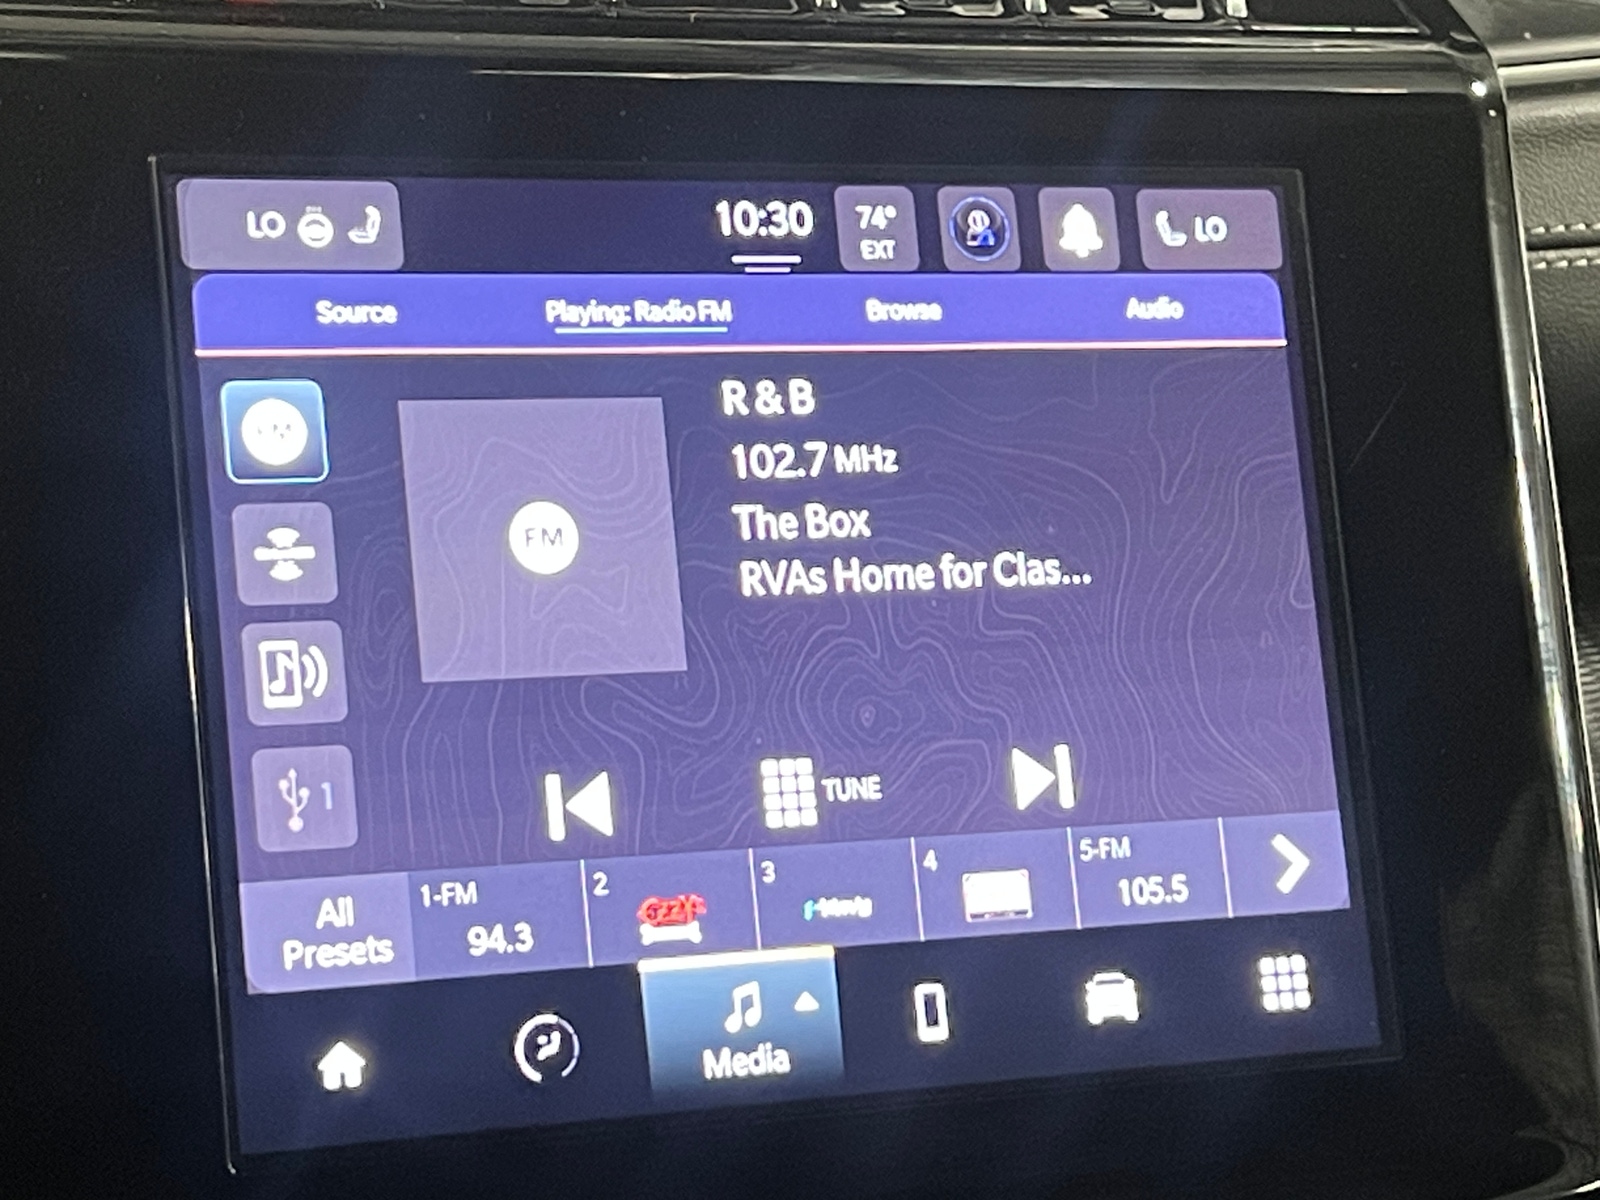 LO
10:30
74°
EXT
LO
Source
Playing: Radio FM
Browse
Audio
FM
R & B
102.7 MHz
The Box
RVAs Home for Clas...
FM
1
TUNE
All
Presets
1-FM
94.3
2
3
4
5-FM
105.5
Media